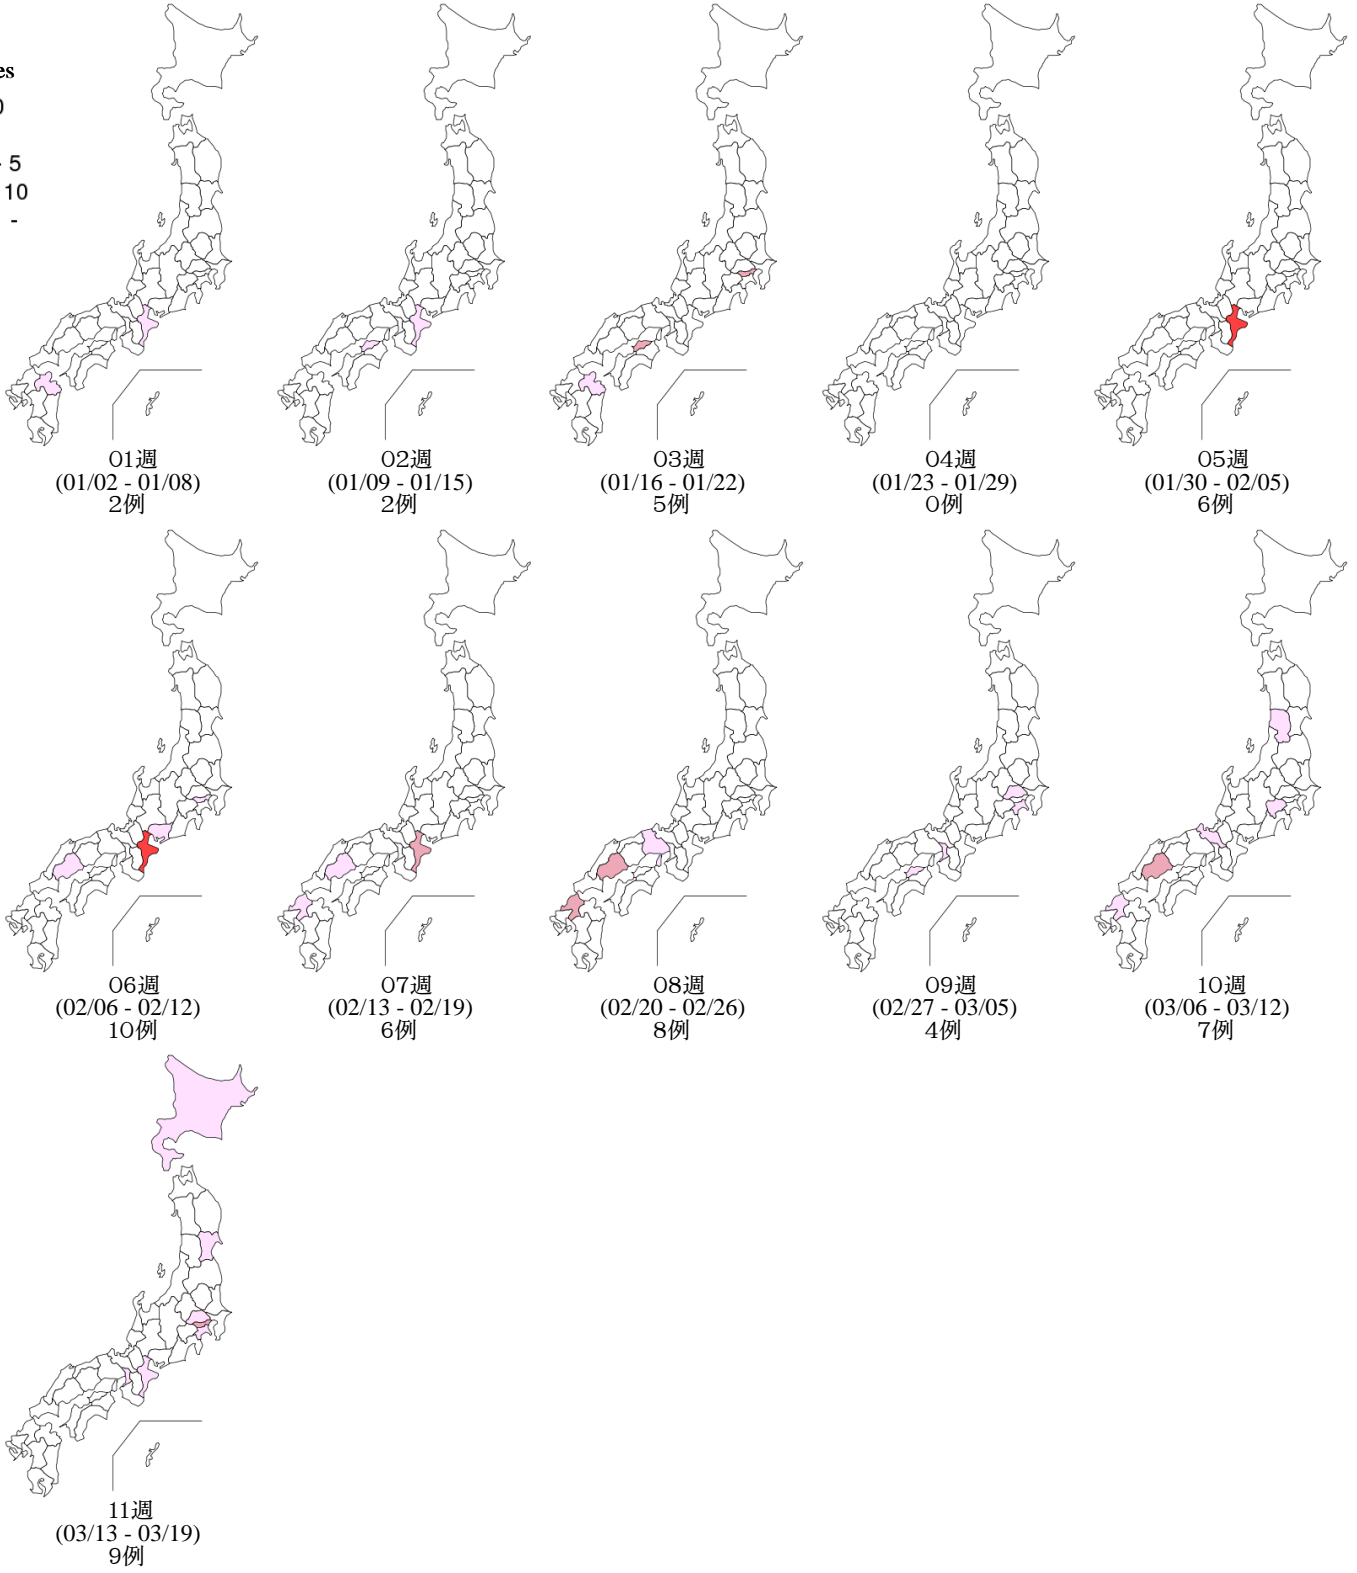 es
0
- 5
10
-
01週
(01/02 - 01/08)
2例
02週
(01/09 - 01/15)
2例
03週
(01/16 - 01/22)
5例
04週
(01/23 - 01/29)
0例
05週
(01/30 - 02/05)
6例
06週
(02/06 - 02/12)
10例
07週
(02/13 - 02/19)
6例
08週
(02/20 - 02/26)
8例
09週
(02/27 - 03/05)
4例
10週
(03/06 - 03/12)
7例
11週
(03/13 - 03/19)
9例